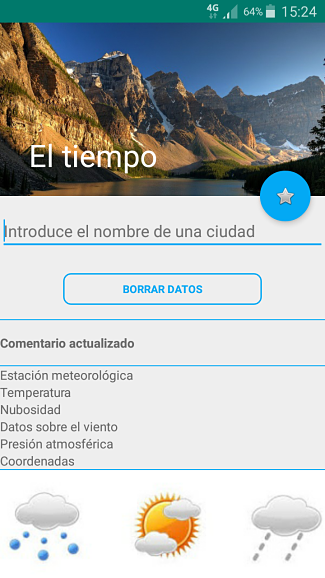 4G 64% 15:24
El tiempo
Introduce el nombre de una ciudad
BORRAR DATOS
Comentario actualizado
Estación meteorológica
Temperatura
Nubosidad
Datos sobre el viento
Presión atmosférica
Coordenadas